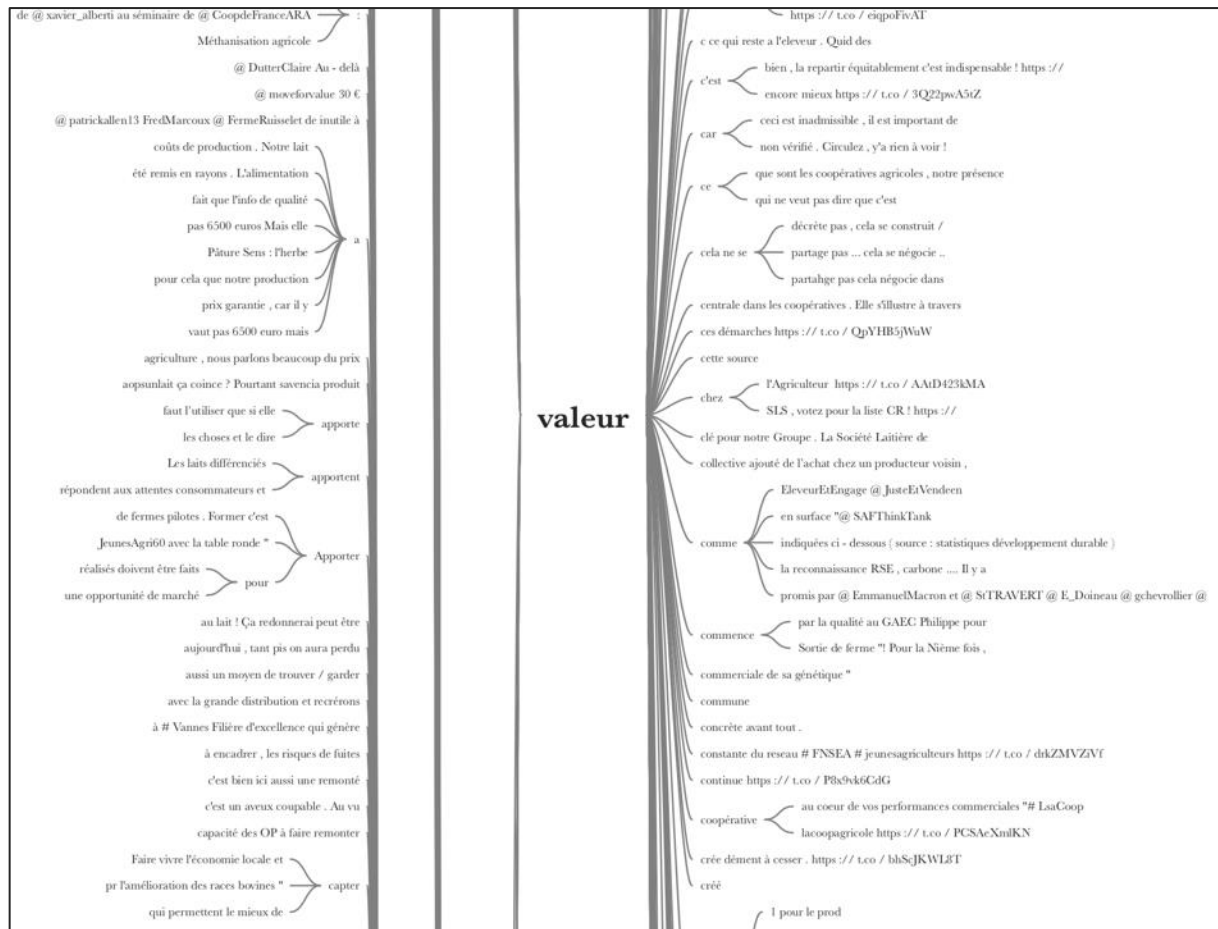 de @ xavier_alberti au séminaire de @ CoopdeFranceARA
:
Méthanisation agricole
@ DutterClaire Au - delà
@ moveforvalue 30 €
@ patrickallen13 FredMarcoux @ FermeRuisselet de inutile à
coûts de production . Notre lait
été remis en rayons . L'alimentation
fait que l'info de qualité
pas 6500 euros Mais elle
Pâture Sens : l'herbe
a
pour cela que notre production
prix garantie , car il y
vaut pas 6500 euro mais
agriculture , nous parlons beaucoup du prix
aopsunlait ça coince ? Pourtant savencia produit
faut l'utiliser que si elle
apporte
les choses et le dire
Les laits différenciés
apportent
répondent aux attentes consommateurs et
de fermes pilotes . Former c'est
JeunesAgri60 avec la table ronde "
Apporter
réalisés doivent être faits
pour
une opportunité de marché
au lait ! Ça redonnerai peut être
aujourd'hui , tant pis on aura perdu
aussi un moyen de trouver / garder
avec la grande distribution et recrérons
à # Vannes Filière d'excellence qui génère
à encadrer , les risques de fuites
c'est bien ici aussi une remonté
c'est un aveux coupable . Au vu
capacité des OP à faire remonter
Faire vivre l'économie locale et
pr l'amélioration des races bovines "
capter
qui permettent le mieux de
valeur
https :// t.co / eiqpoFivAT
c ce qui reste a l'eleveur . Quid des
c'est
bien , la repartir équitablement c'est indispensable ! https ://
encore mieux https :// t.co / 3Q22pwA5tZ
car
ceci est inadmissible , il est important de
non vérifié . Circulez , y'a rien à voir !
ce
que sont les coopératives agricoles , notre présence
qui ne veut pas dire que c'est
cela ne se
décrète pas , cela se construit /
partage pas ... cela se négocie ..
partahge pas cela négocie dans
centrale dans les coopératives . Elle s'illustre à travers
ces démarches https :// t.co / QpYHB5jWuW
cette source
chez
l'Agriculteur https :// t.co / AAtD423kMA
SLS , votez pour la liste CR ! https ://
clé pour notre Groupe . La Société Laitière de
collective ajouté de l'achat chez un producteur voisin ,
comme
EleveurEtEngage @ JusteEtVendeen
en surface "@ SAFThinkTank
indiquées ci - dessous ( source : statistiques développement durable )
la reconnaissance RSE , carbone .... Il y a
promis par @ EmmanuelMacron et @ StTRAVERT @ E_Doineau @ gchevrollier @
commence
par la qualité au GAEC Philippe pour
Sortie de ferme "! Pour la Nième fois ,
commerciale de sa génétique "
commune
concrète avant tout .
constante du reseau # FNSEA # jeunesagriculteurs https :// t.co / drkZMVZiVf
continue https :// t.co / P8x9vk6CdG
coopérative
au coeur de vos performances commerciales "# LsaCoop
lacoopagricole https :// t.co / PCSAeXmlKN
crée dément à cesser . https :// t.co / bhScJKWL8T
créé
1 pour le prod